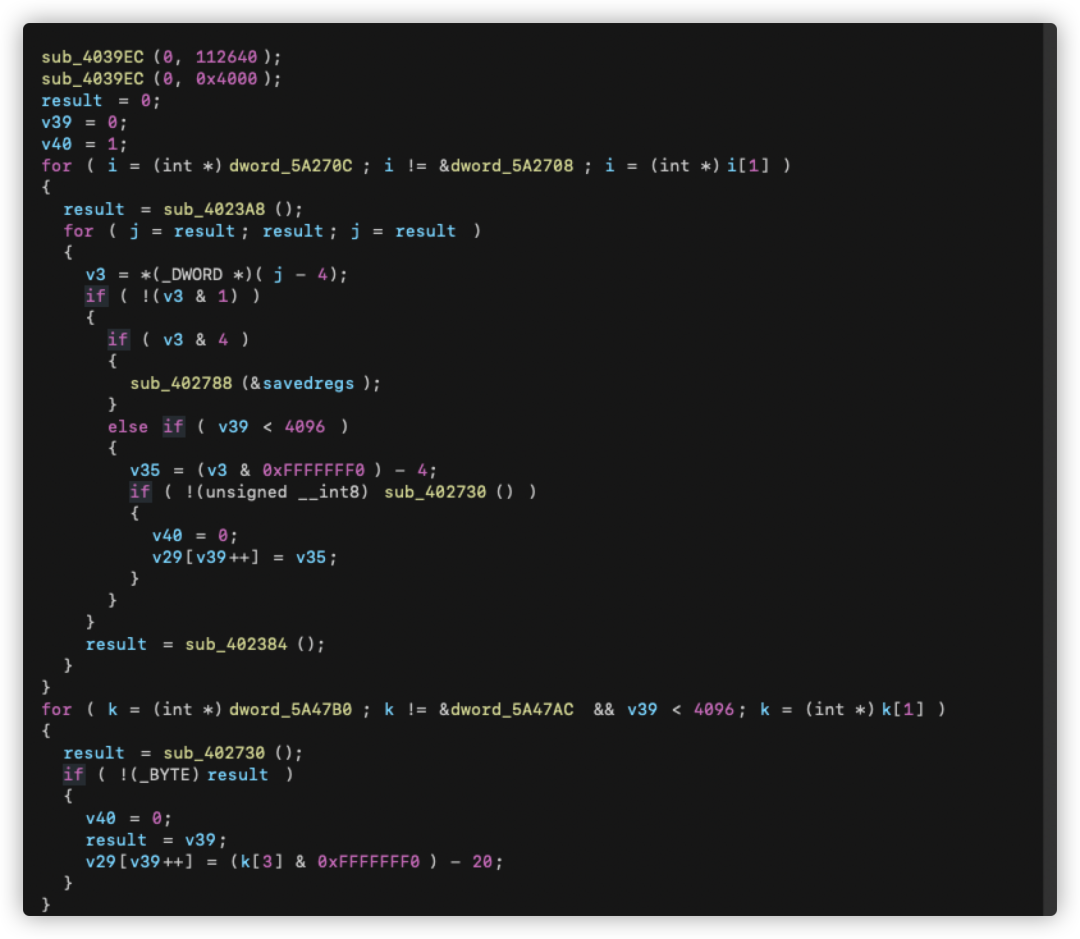 sub_4039EC (0, 112640 );
sub_4039EC (0, 0x4000 );
result = 0;
v39 = 0;
v40 = 1;
for ( i = (int *) dword_5A270C ; i != &dword_5A2708 ; i = (int *) i[1] )
{
result = sub_4023A8 ();
for ( j = result ; result ; j = result )
{
v3 = *(_DWORD *)( j - 4);
if ( !(v3 & 1) )
{
if ( v3 & 4 )
{
sub_402788 (&savedregs );
}
else if ( v39 < 4096 )
{
v35 = (v3 & 0xFFFFFFF0 ) - 4;
if ( !(unsigned __int8) sub_402730 () )
{
v40 = 0;
v29[v39++] = v35;
}
}
}
result = sub_402384 ();
}
}
for ( k = (int *) dword_5A47B0 ; k != &dword_5A47AC && v39 < 4096; k = (int *) k[1] )
{
result = sub_402730 ();
if ( !(_BYTE) result )
{
v40 = 0;
result = v39;
v29[v39++] = (k[3] & 0xFFFFFFF0 ) - 20;
}
}